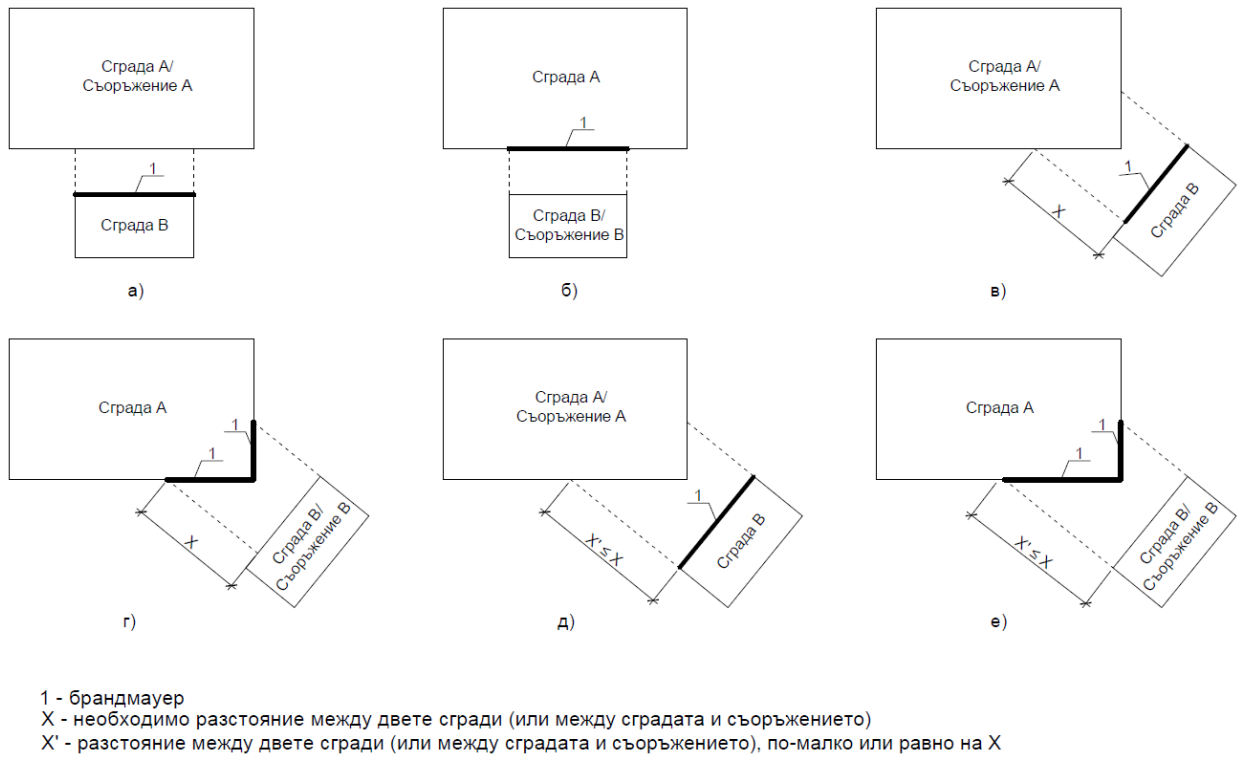 Сграда А/
Съоръжение А
1
Сграда В
а)
Сграда А
1
Сграда В/
Съоръжение В
б)
Сграда А/
Съоръжение А
1
X
Сграда В
в)
Сграда А
1
1
X
Сграда В/
Съоръжение В
г)
Сграда А/
Съоръжение А
1
X' ≤ X
Сграда В
д)
Сграда А
1
1
X' ≤ X
Сграда В/
Съоръжение В
е)
1 - брандмауер
X - необходимо разстояние между двете сгради (или между сградата и съоръжението)
X' - разстояние между двете сгради (или между сградата и съоръжението), по-малко или равно на X